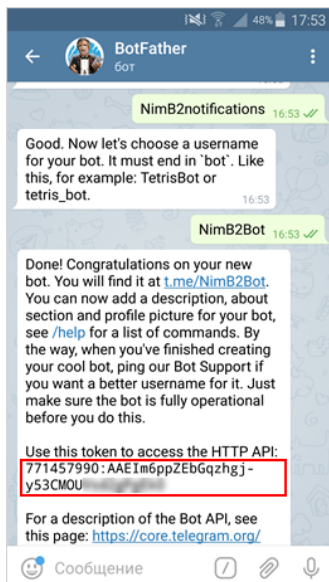 48% 17:53
BotFather
бот
NimB2notifications 16:53
Good. Now let's choose a username
for your bot. It must end in `bot`. Like
this, for example: TetrisBot or
tetris_bot.
16:53
NimB2Bot 16:53
Done! Congratulations on your new
bot. You will find it at t.me/NimB2Bot.
You can now add a description, about
section and profile picture for your bot,
see /help for a list of commands. By
the way, when you've finished creating
your cool bot, ping our Bot Support if
you want a better username for it. Just
make sure the bot is fully operational
before you do this.
Use this token to access the HTTP API:
771457990:AAEIm6ppZEbGqzhgj-
y53CMOU
For a description of the Bot API, see
this page: https://core.telegram.org/
Сообщение